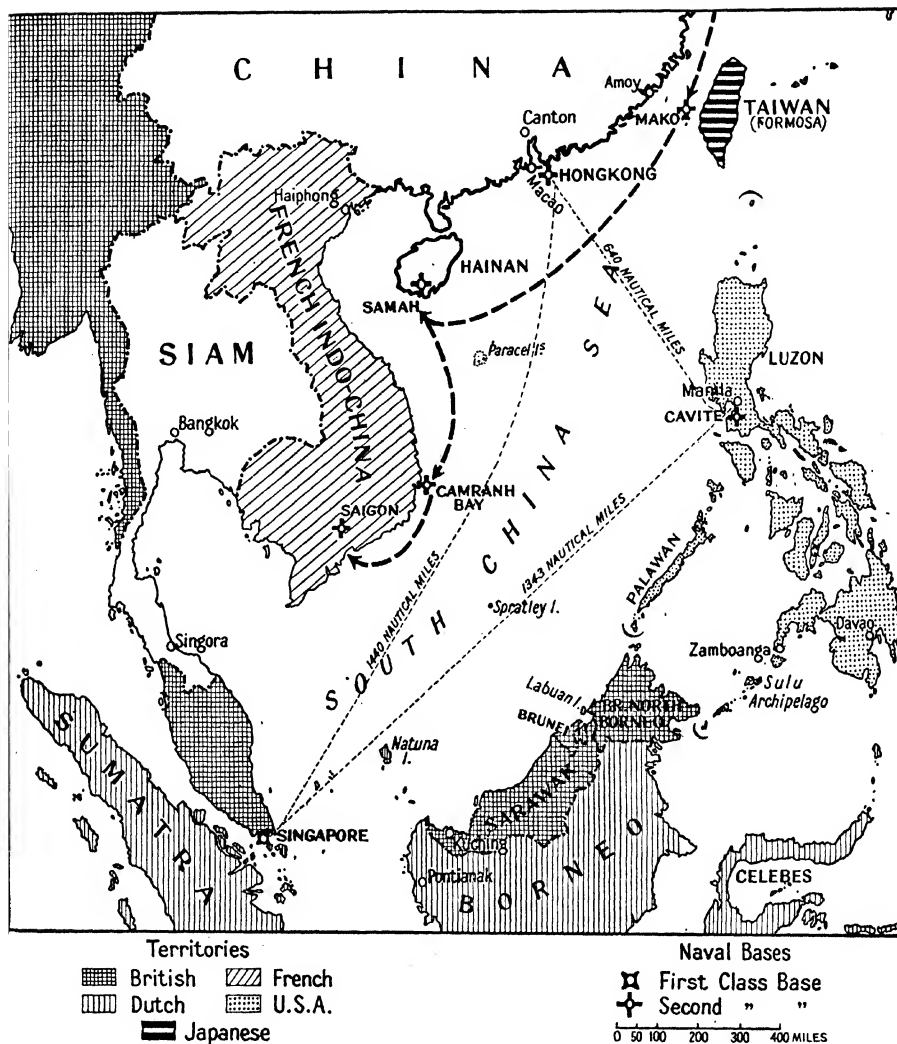 CHINA
Amoy
MAKO
TAIWAN
(FORMOSA)
Canton
HONGKONG
Macao
Haiphong
FRENCH INDO-CHINA
HAINAN
SAMAH
640 NAUTICAL MILES
SIAM
Paracel Is
LUZON
Manila
CAVITE
Bangkok
SAIGON
CAMRANH
BAY
SOUTH CHINA SEA
1440 NAUTICAL MILES
1343 NAUTICAL MILES
Spratley I.
PALAWAN
Singora
Zamboanga
Davao
Sulu
Archipelago
Labuan I.
BR. NORTH
BORNEO
BRUNEI
Natuna
I.
SARAWAK
SUMATRA
SINGAPORE
Kuching
Pontianak
BORNEO
CELEBES
Territories
British
French
Dutch
U.S.A.
Japanese
Naval Bases
First Class Base
Second " "
0 50 100 200 300 400 MILES